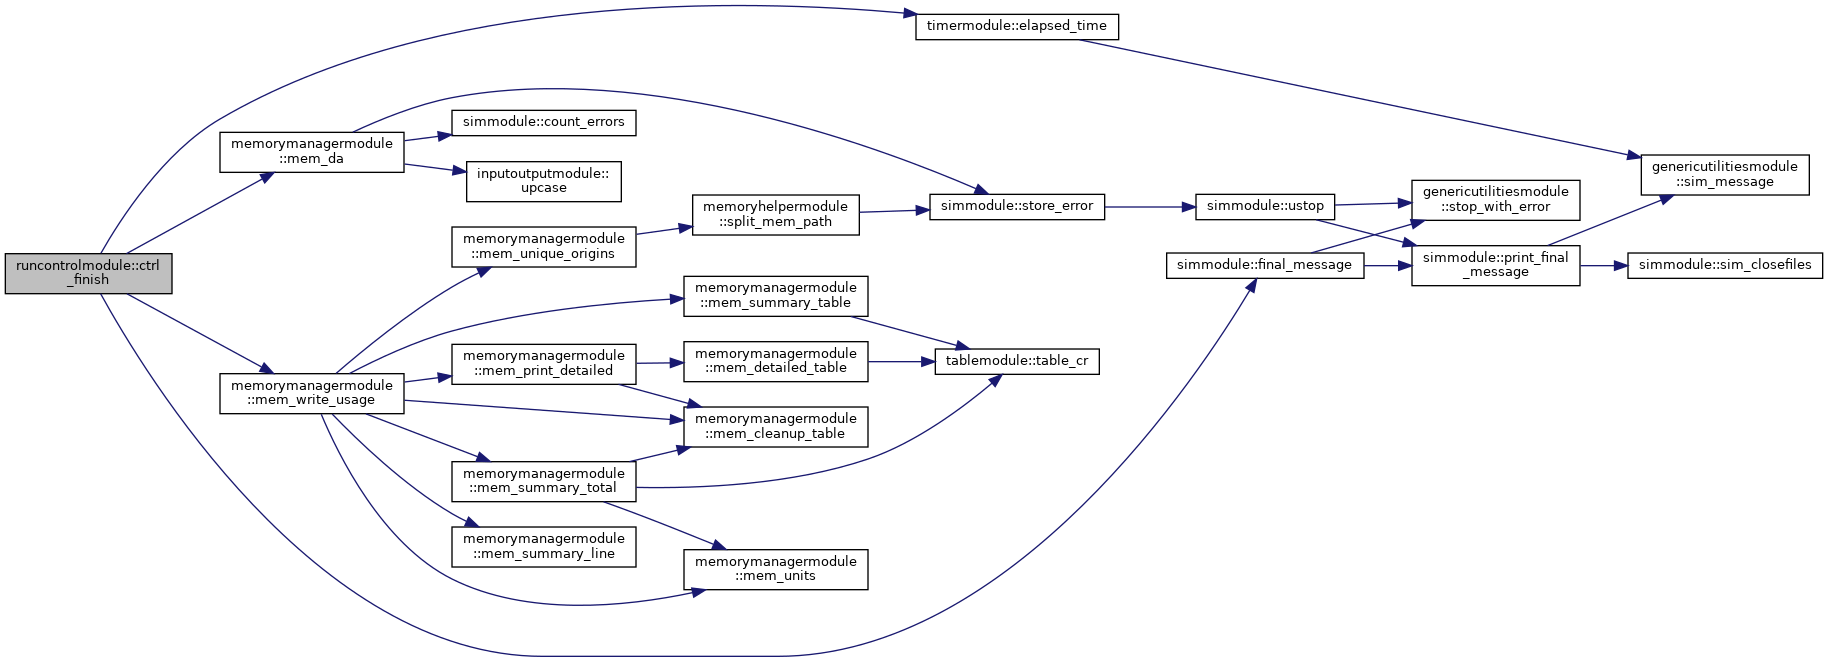 runcontrolmodule::ctrl
_finish
memorymanagermodule
::mem_da
memorymanagermodule
::mem_write_usage
simmodule::count_errors
inputoutputmodule::
upcase
memorymanagermodule
::mem_unique_origins
memorymanagermodule
::mem_print_detailed
memorymanagermodule
::mem_summary_total
memorymanagermodule
::mem_summary_line
memoryhelpermodule
::split_mem_path
memorymanagermodule
::mem_summary_table
memorymanagermodule
::mem_detailed_table
memorymanagermodule
::mem_cleanup_table
memorymanagermodule
::mem_units
timermodule::elapsed_time
simmodule::store_error
tablemodule::table_cr
simmodule::ustop
simmodule::final_message
genericutilitiesmodule
::stop_with_error
simmodule::print_final
_message
genericutilitiesmodule
::sim_message
simmodule::sim_closefiles